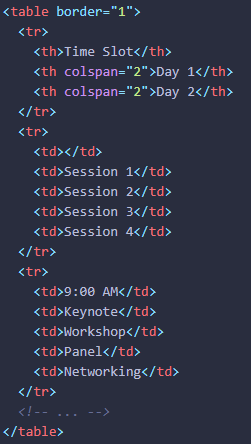 <table border="1">
  <tr>
    <th>Time Slot</th>
    <th colspan="2">Day 1</th>
    <th colspan="2">Day 2</th>
  </tr>
  <tr>
    <td></td>
    <td>Session 1</td>
    <td>Session 2</td>
    <td>Session 3</td>
    <td>Session 4</td>
  </tr>
  <tr>
    <td>9:00 AM</td>
    <td>Keynote</td>
    <td>Workshop</td>
    <td>Panel</td>
    <td>Networking</td>
  </tr>
  <!-- ... -->
</table>